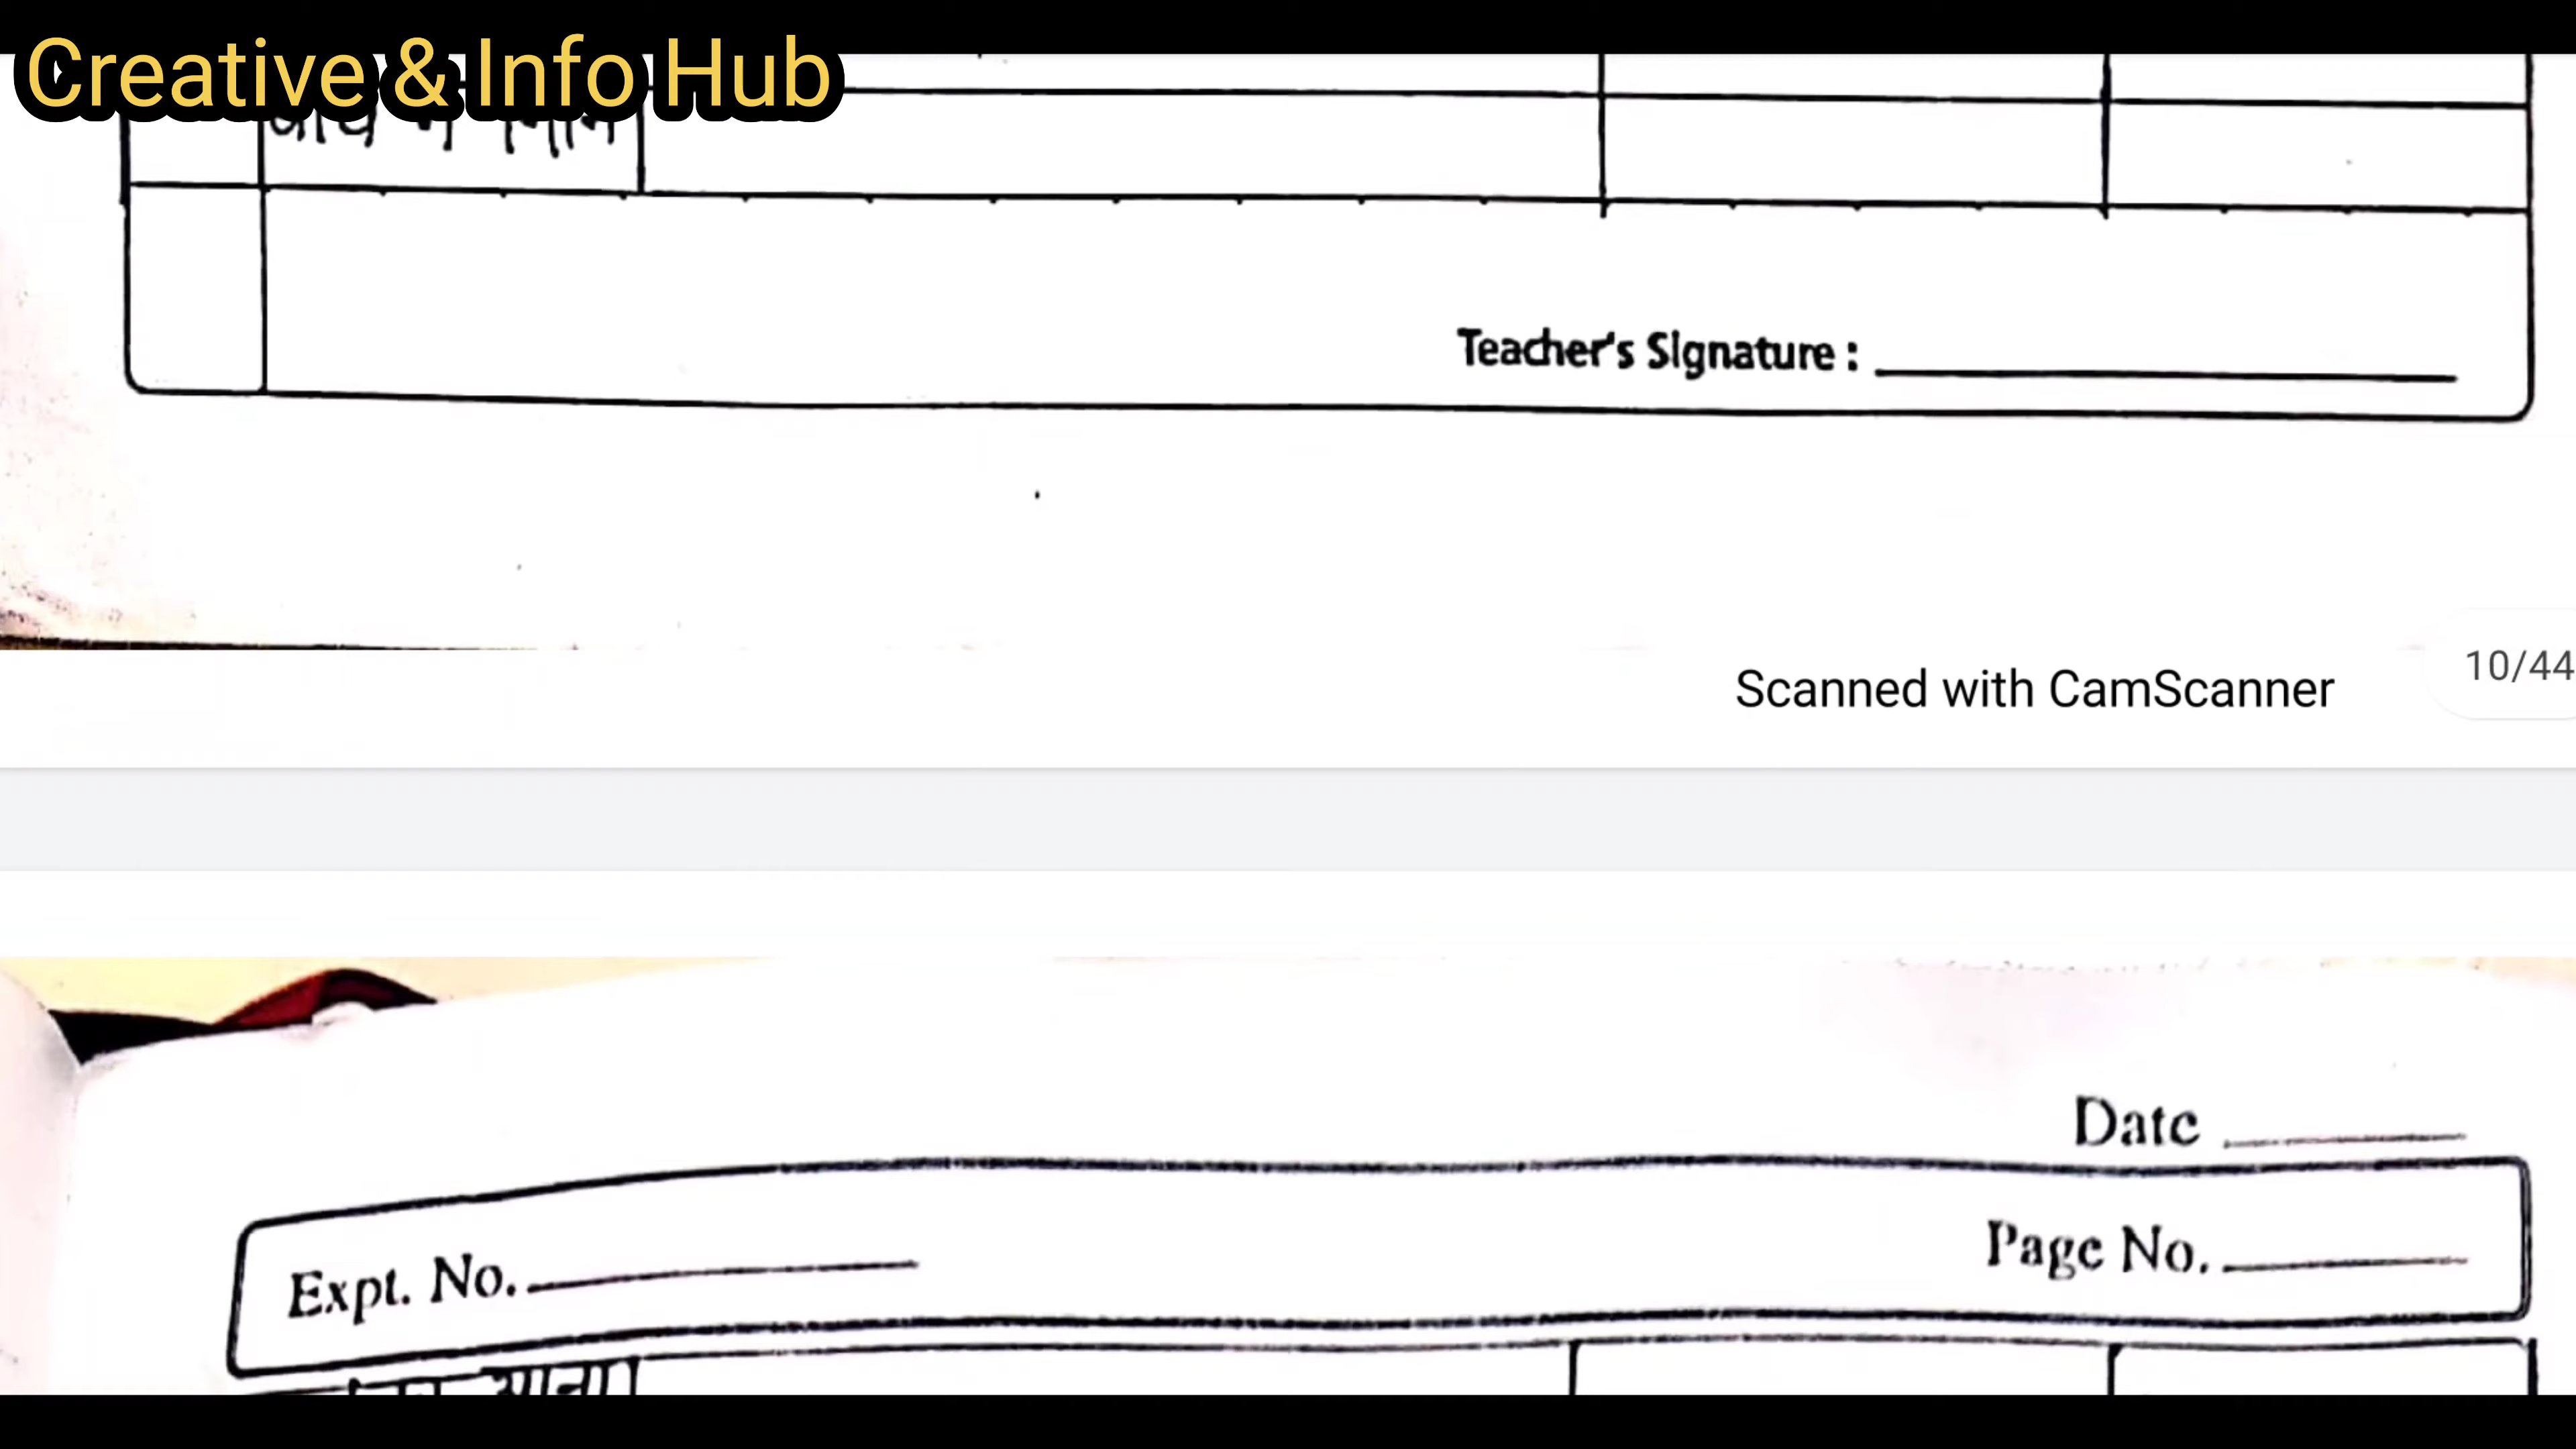 Creative & Info Hub
Teacher's Signature :
Scanned with CamScanner
10/44
Date
Page No.
Expt. No.